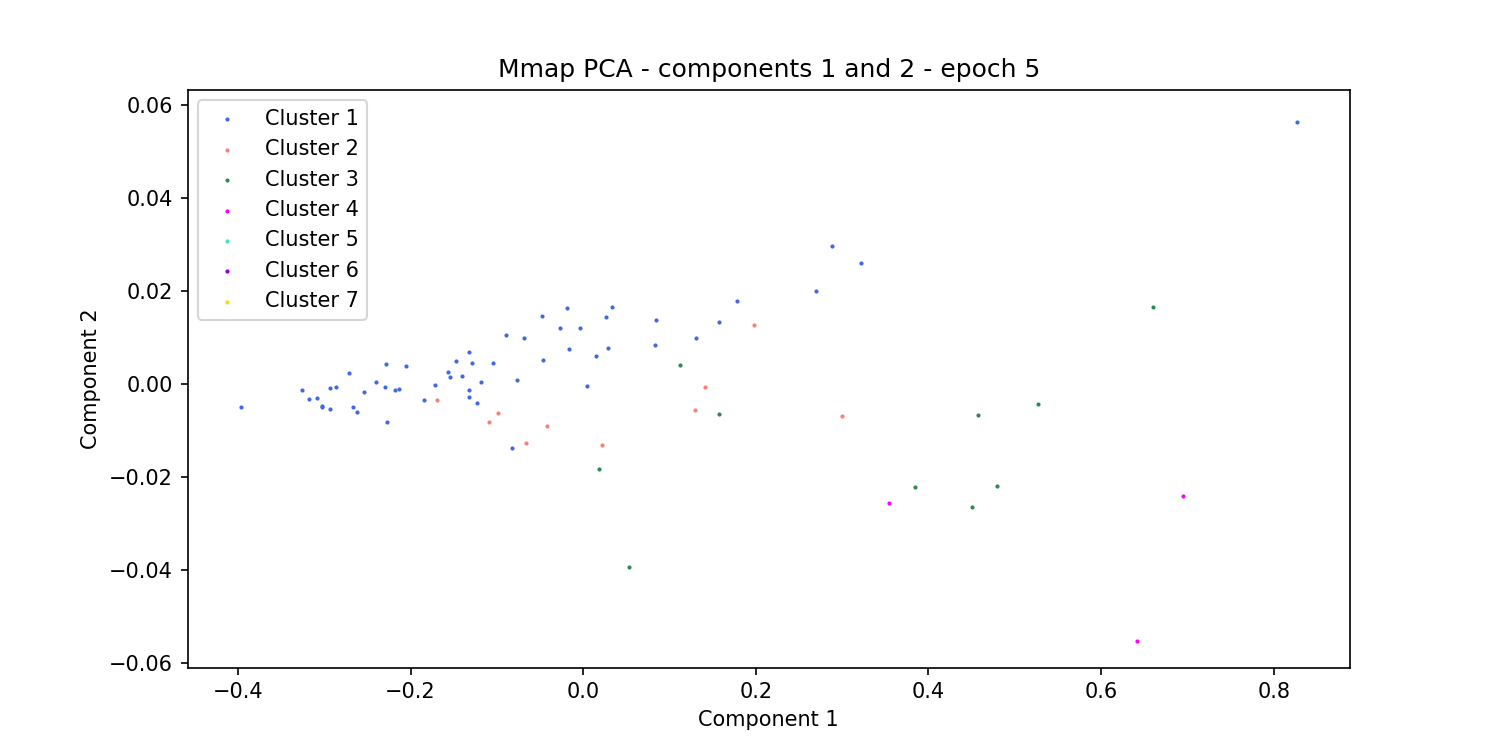 Mmap PCA - components 1 and 2 - epoch 5
Cluster 1
Cluster 2
Cluster 3
Cluster 4
Cluster 5
Cluster 6
Cluster 7
0.06
0.04
0.02
0.00
−0.02
−0.04
−0.06
Component 2
−0.4
−0.2
0.0
0.2
0.4
0.6
0.8
Component 1